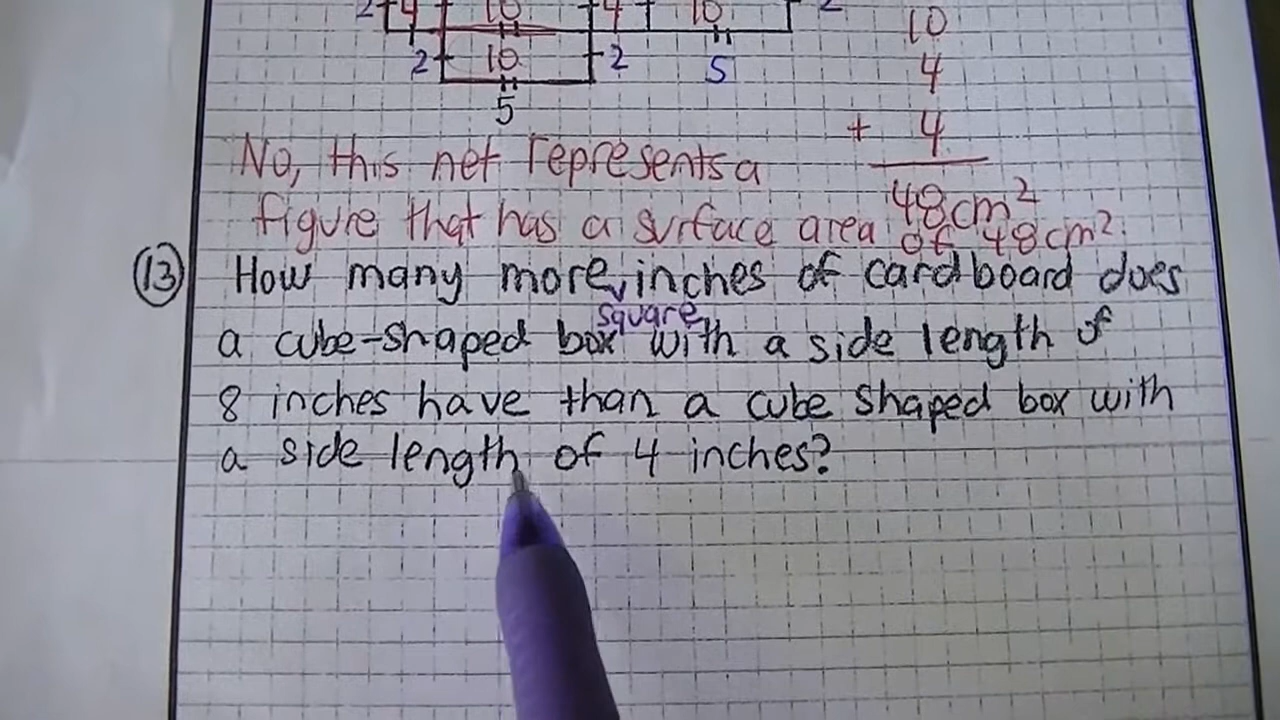 2 4 10 4 10 2
2 10 2 5
5
10
4
+ 4
48cm²
No, this net represents a
figure that has a surface area of 48cm².
13 How many more square inches of cardboard does
a cube-shaped box with a side length of
8 inches have than a cube shaped box with
a side length of 4 inches?